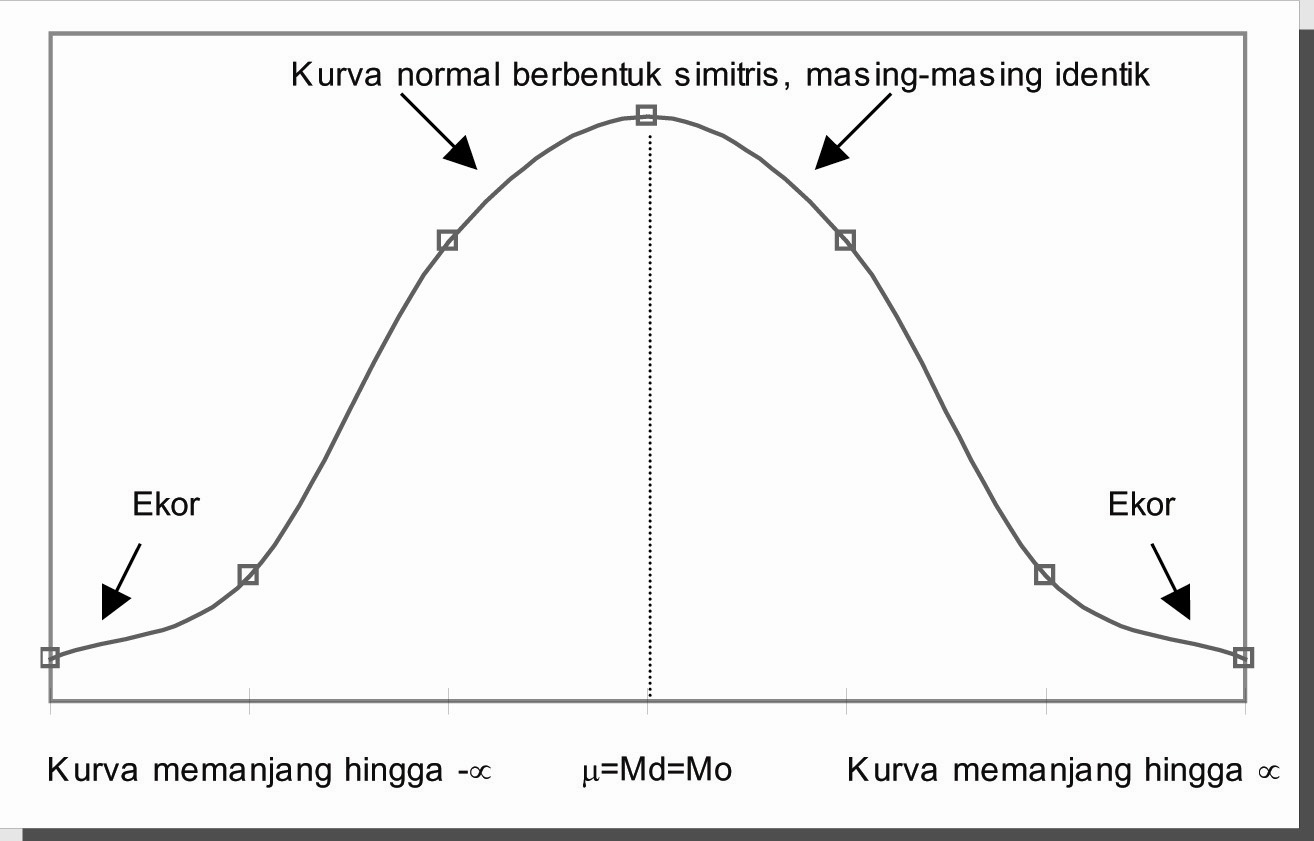 Kurva normal berbentuk simitris, masing-masing identik
Ekor
Ekor
Kurva memanjang hingga -∝
μ=Md=Mo
Kurva memanjang hingga ∝